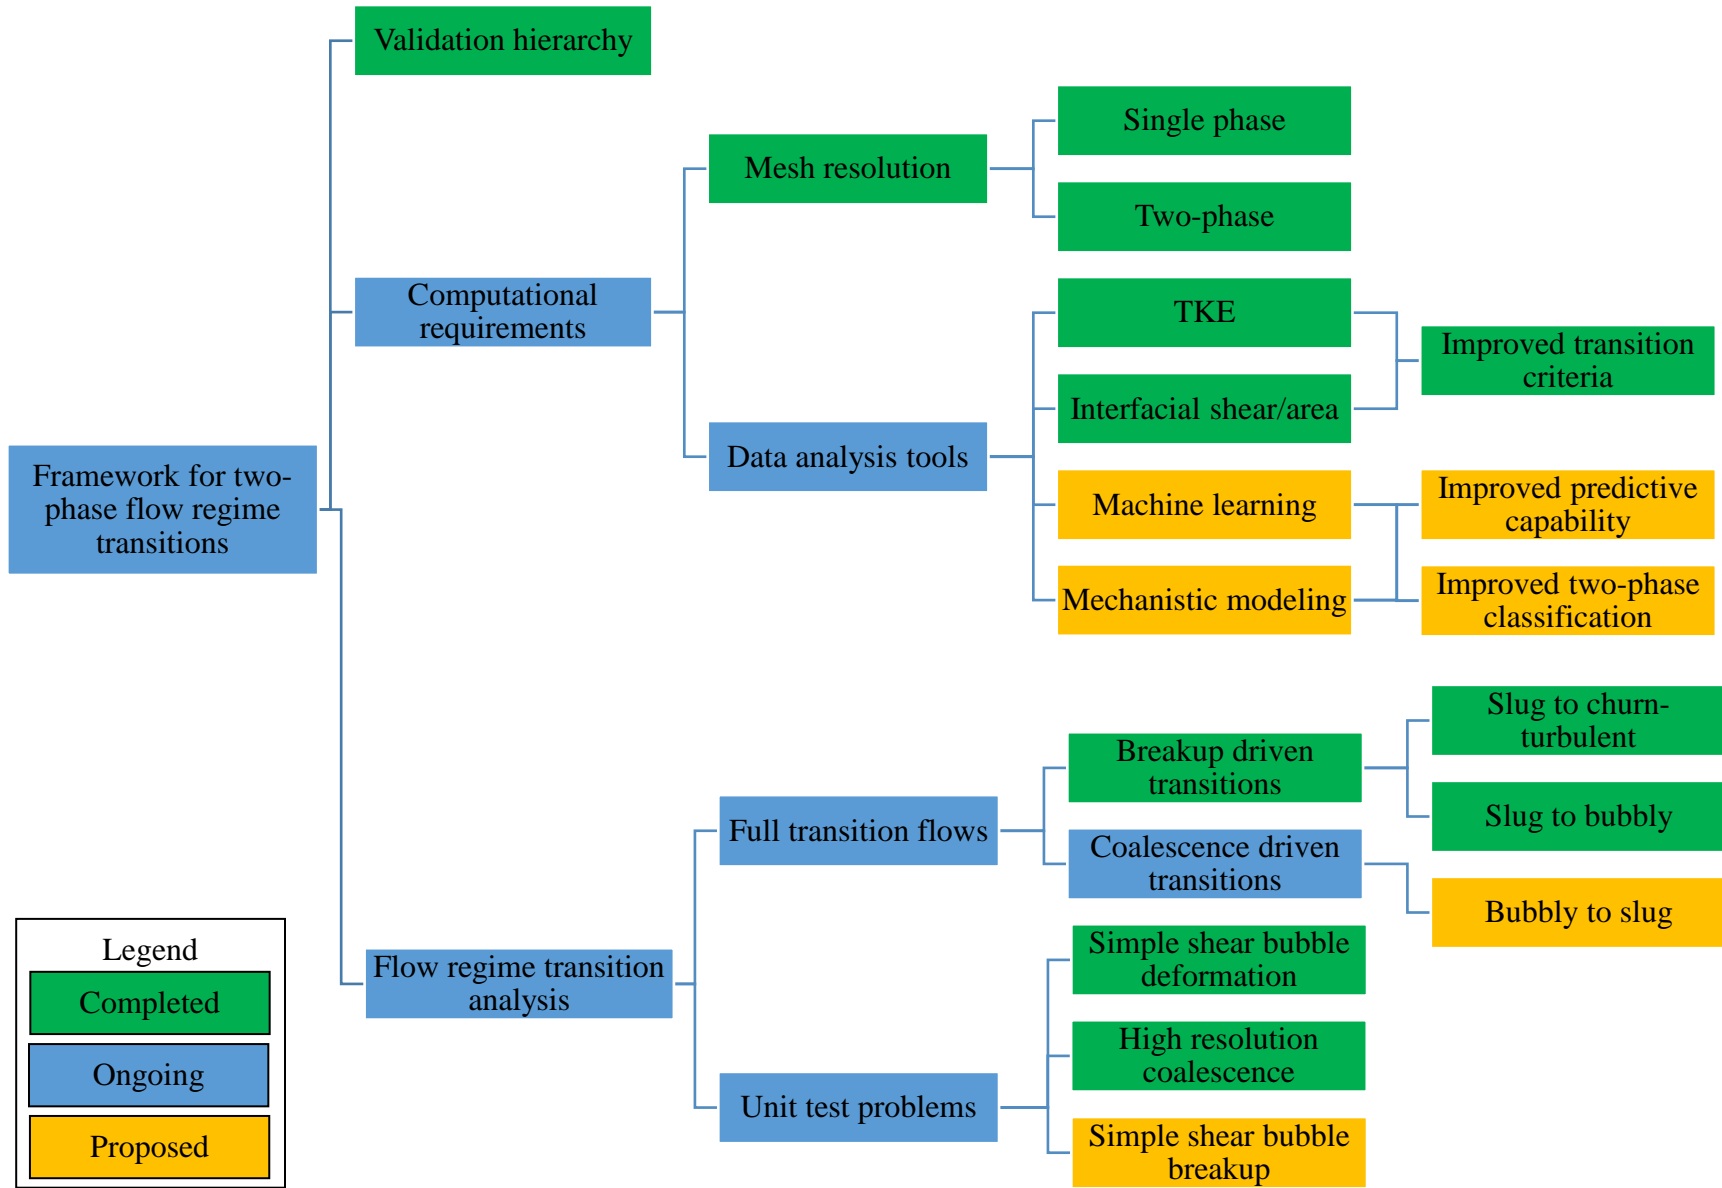 Validation hierarchy
Single phase
Mesh resolution
Two-phase
Computational
requirements
TKE
Improved transition
criteria
Interfacial shear/area
Data analysis tools
Framework for two-
phase flow regime
transitions
Machine learning
Improved predictive
capability
Mechanistic modeling
Improved two-phase
classification
Slug to churn-
turbulent
Breakup driven
transitions
Slug to bubbly
Full transition flows
Coalescence driven
transitions
Bubbly to slug
Flow regime transition
analysis
Simple shear bubble
deformation
High resolution
coalescence
Unit test problems
Simple shear bubble
breakup
Legend
Completed
Ongoing
Proposed